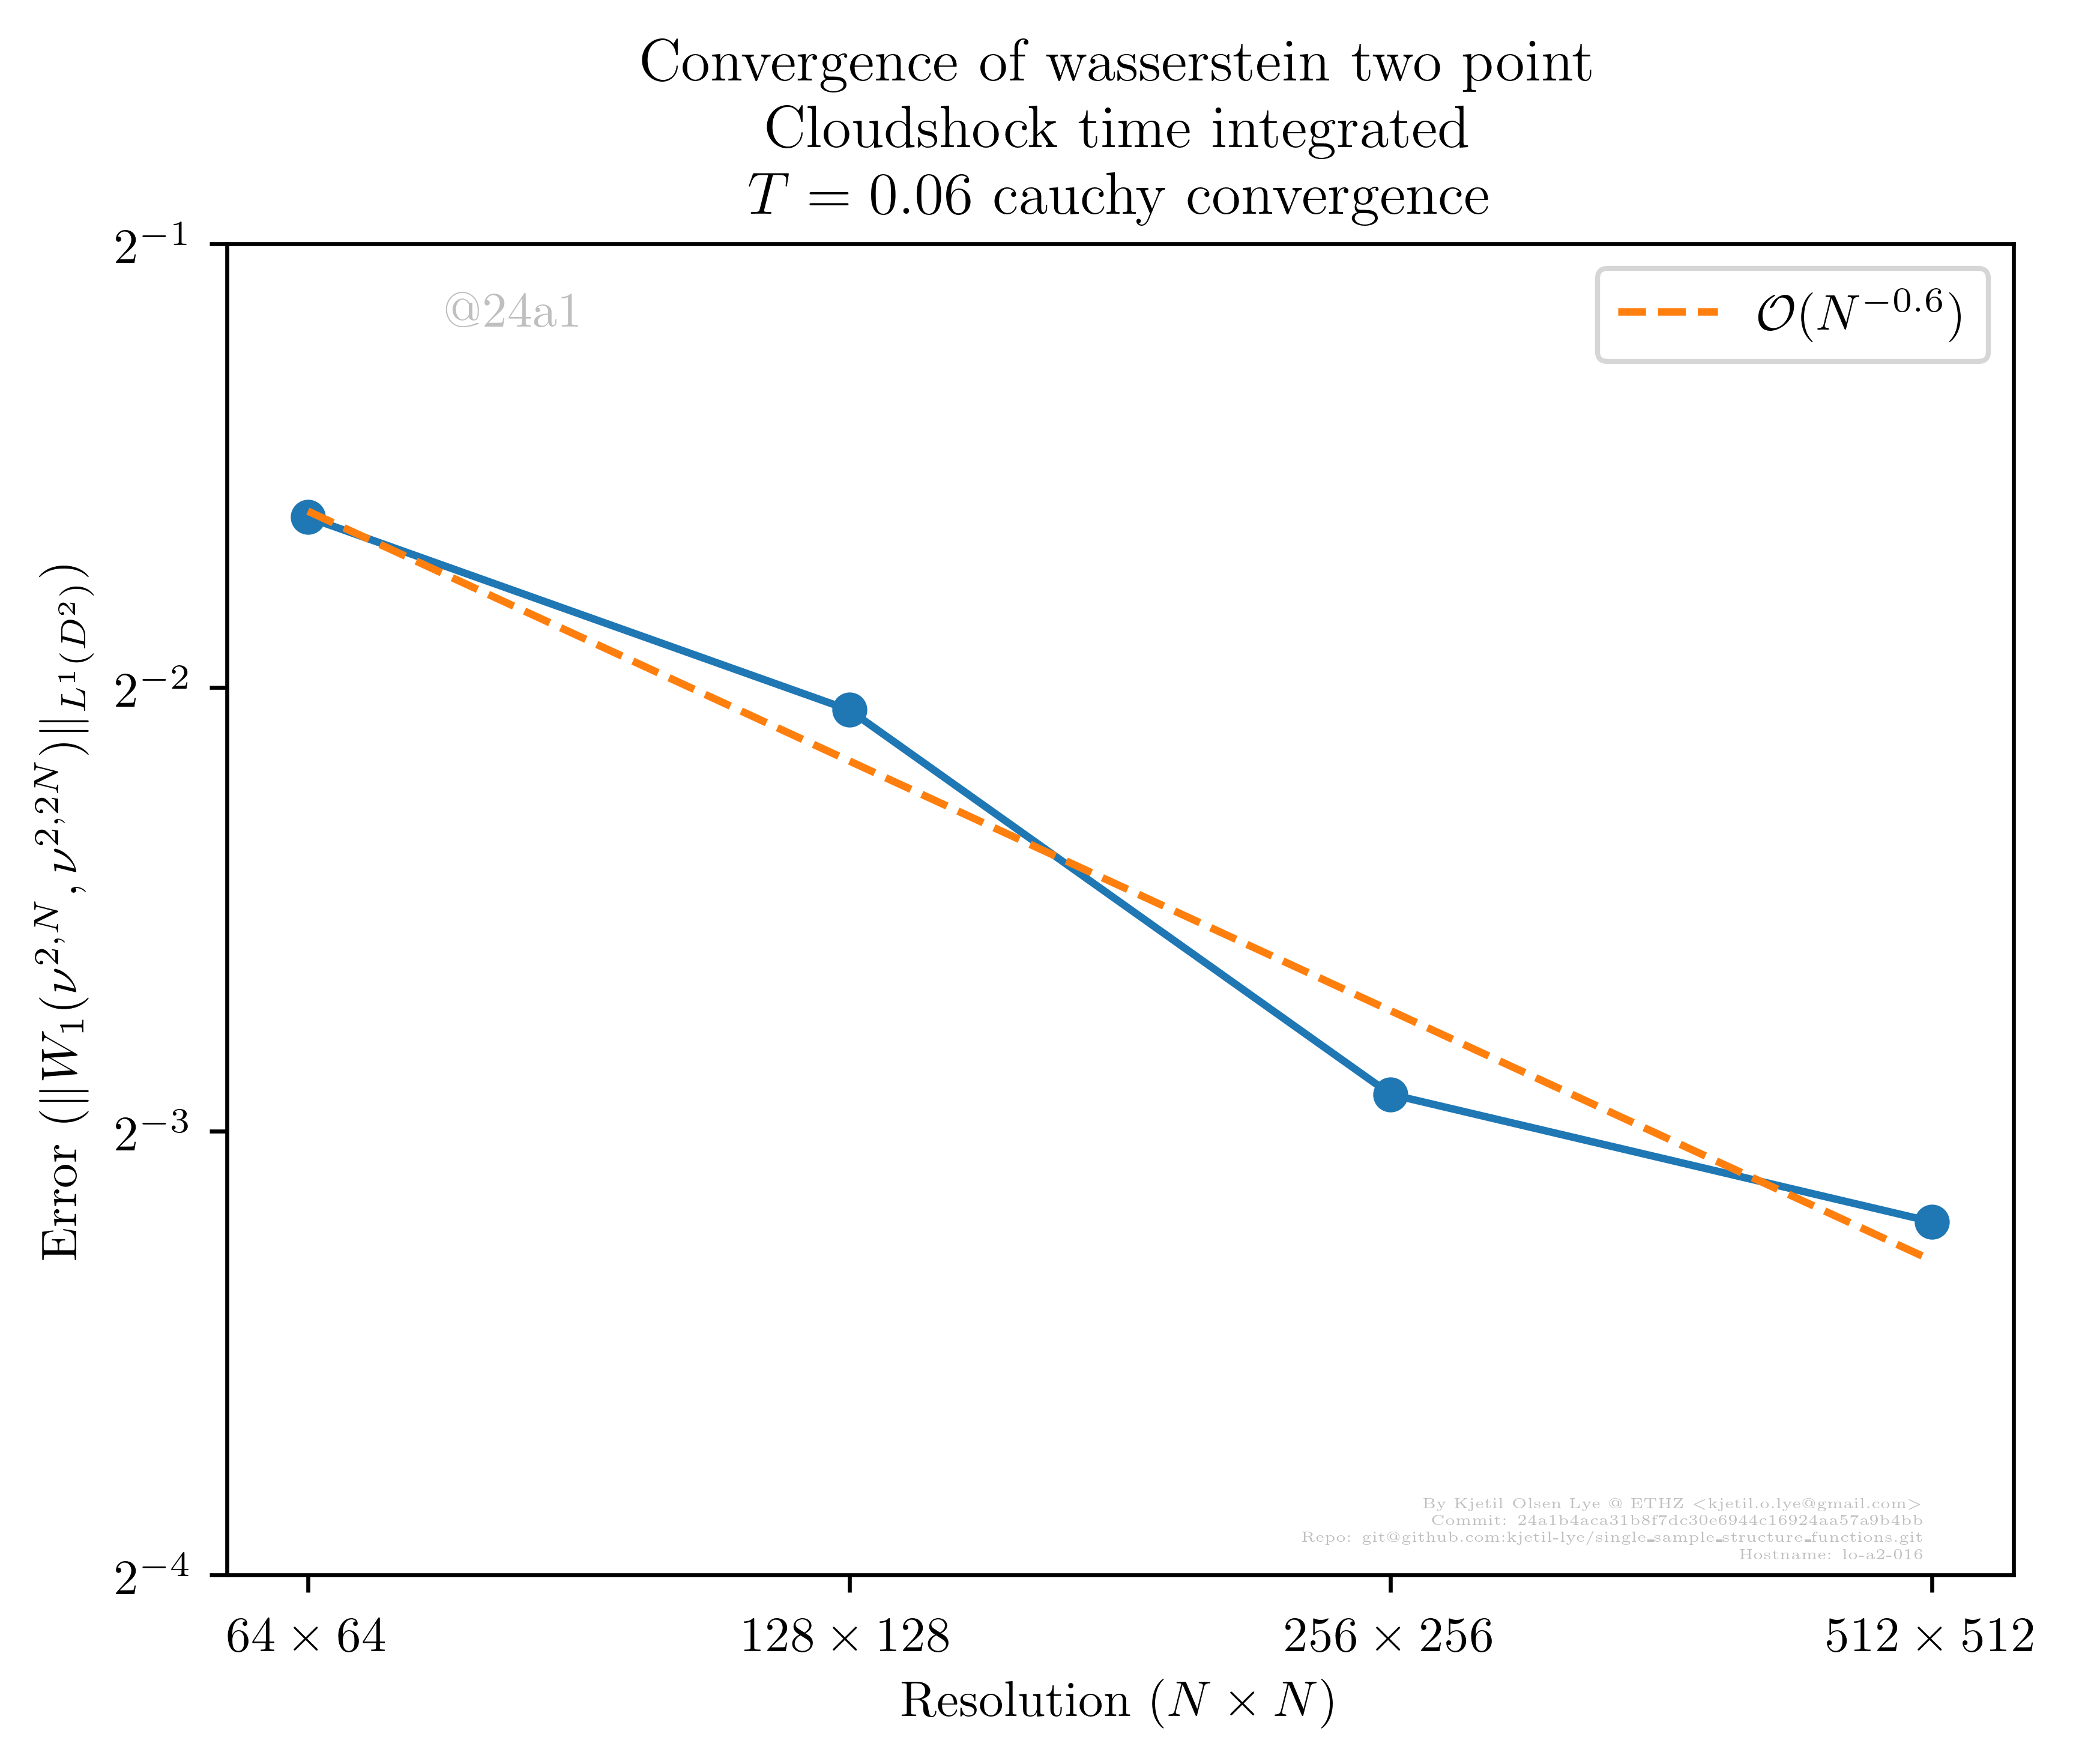 Convergence of wasserstein two point
Cloudshock time integrated
T = 0.06 cauchy convergence
@24a1
𝒪(N^{-0.6})
2^{-1}
2^{-2}
2^{-3}
2^{-4}
Error (||W_1(ν^{2,N}, ν^{2,2N})||_{L^1(D^2)})
By Kjetil Olsen Lye @ ETHZ <kjetil.o.lye@gmail.com>
Commit: 24a1b4aca31b8f7dc30e6944c16924aa57a9b4bb
Repo: git@github.com:kjetil-lye/single_sample_structure_functions.git
Hostname: lo-a2-016
64 × 64
128 × 128
256 × 256
512 × 512
Resolution (N × N)